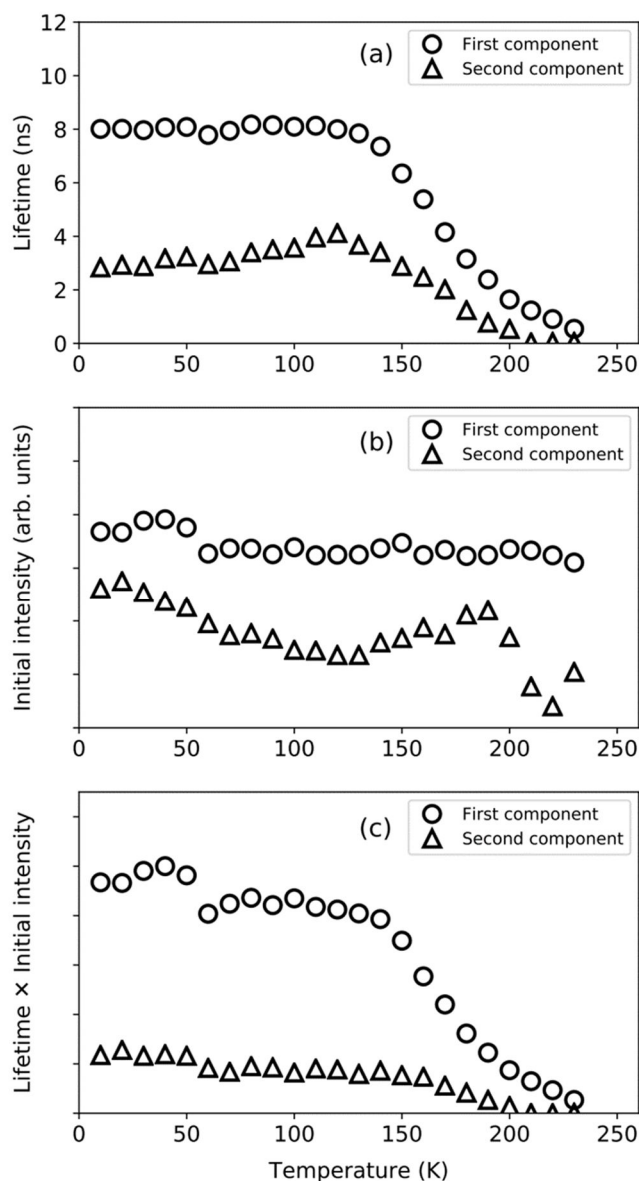 12
(a)
First component
Second component
10
8
6
4
2
0
Lifetime (ns)
0 50 100 150 200 250
(b)
First component
Second component
Initial intensity (arb. units)
0 50 100 150 200 250
(c)
First component
Second component
Lifetime × Initial intensity
0 50 100 150 200 250
Temperature (K)